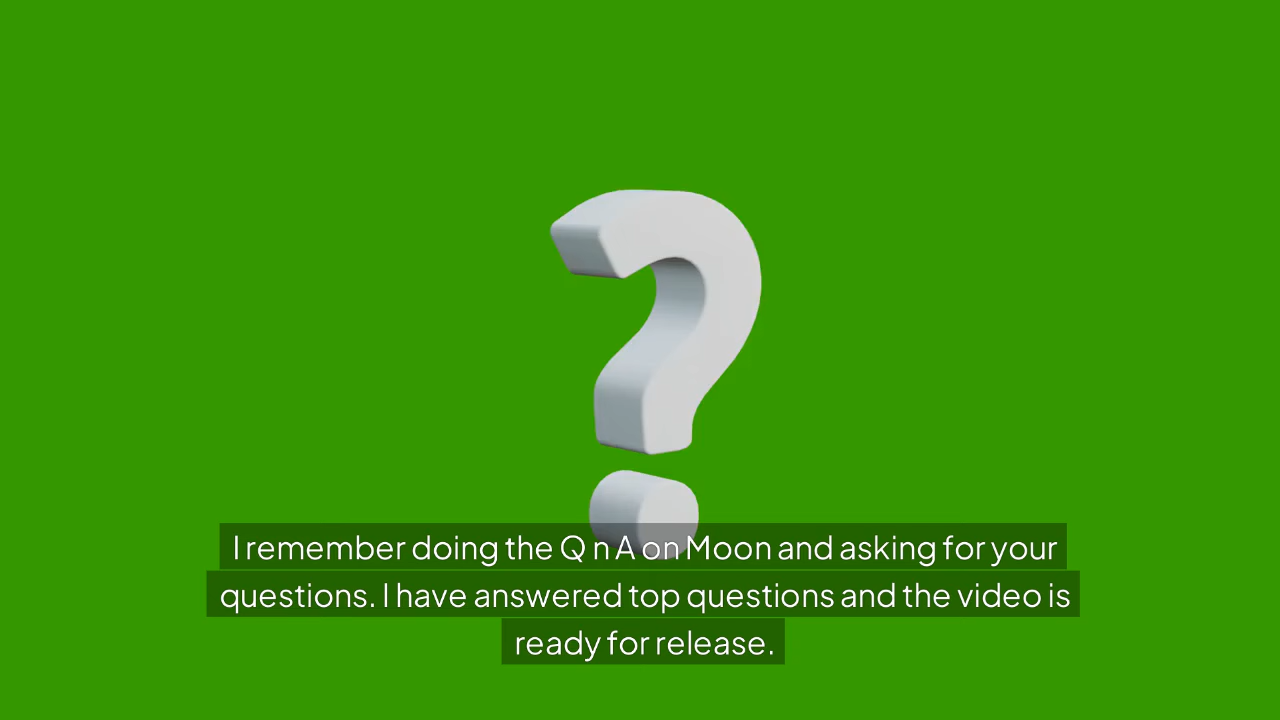 I remember doing the Q n A on Moon and asking for your
questions. I have answered top questions and the video is
ready for release.